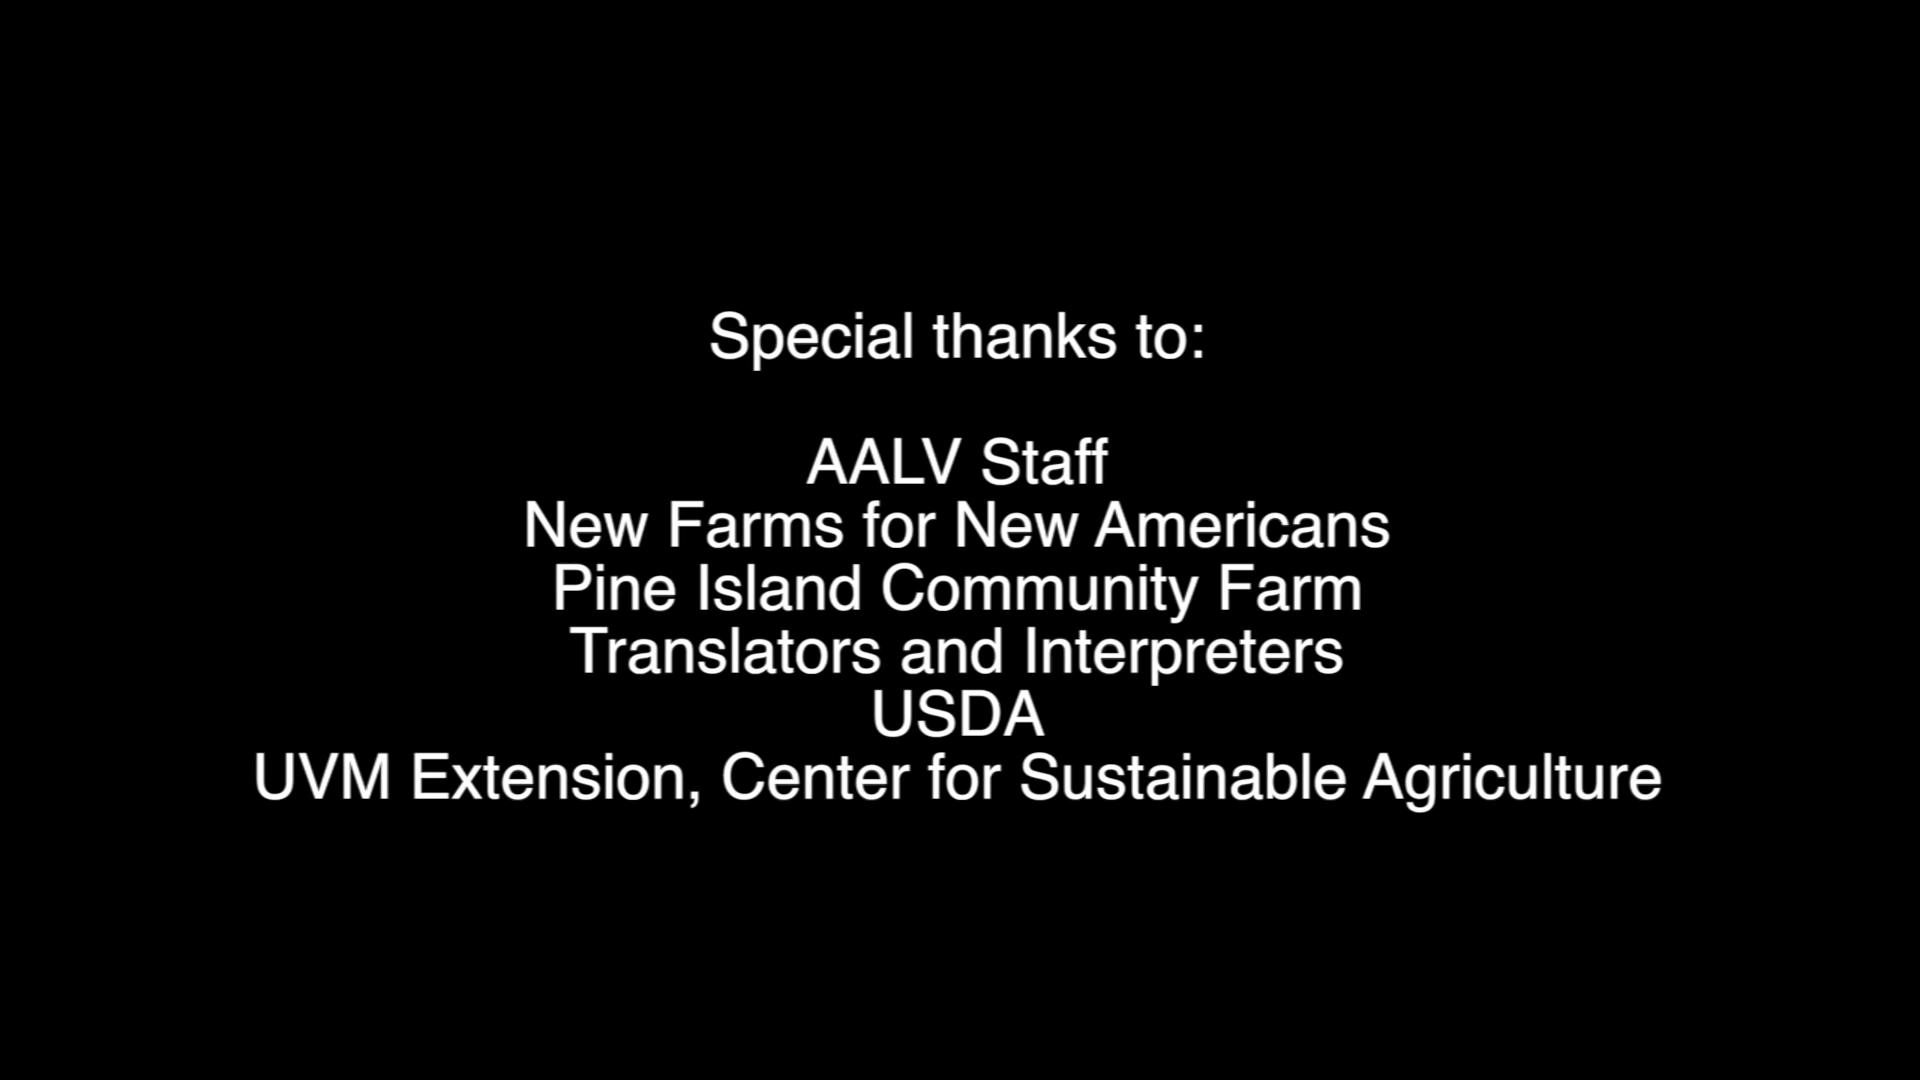 Special thanks to:
AALV Staff
New Farms for New Americans
Pine Island Community Farm
Translators and Interpreters
USDA
UVM Extension, Center for Sustainable Agriculture